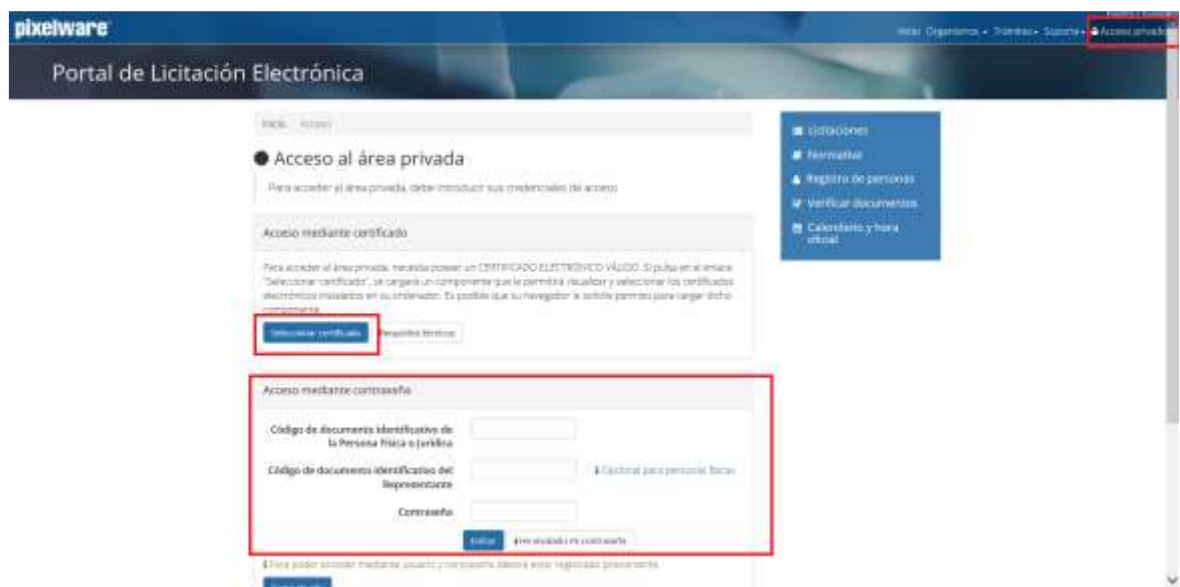 pixelware
Inicio Organismos Trámites Soporte Acceso privado
Portal de Licitación Electrónica
Inicio Acceso
Acceso al área privada
Para acceder al área privada, debe introducir sus credenciales de acceso
Licitaciones
Normativa
Registro de personas
Verificar documentos
Calendario y hora
oficial
Acceso mediante certificado
Para acceder al área privada, necesita poseer un CERTIFICADO ELECTRÓNICO VÁLIDO. Si pulsa en el enlace
"Seleccionar certificado", se cargará un componente que le permitirá visualizar y seleccionar los certificados
electrónicos instalados en su ordenador. Es posible que su navegador le solicite permiso para cargar dicho
componente.
Seleccionar certificado Requisitos técnicos
Acceso mediante contraseña
Código de documento identificativo de
la Persona Física o Jurídica
Código de documento identificativo del
Representante
Opcional para personas físicas
Contraseña
Entrar He olvidado mi contraseña
Para poder acceder mediante usuario y contraseña deberá estar registrado previamente.